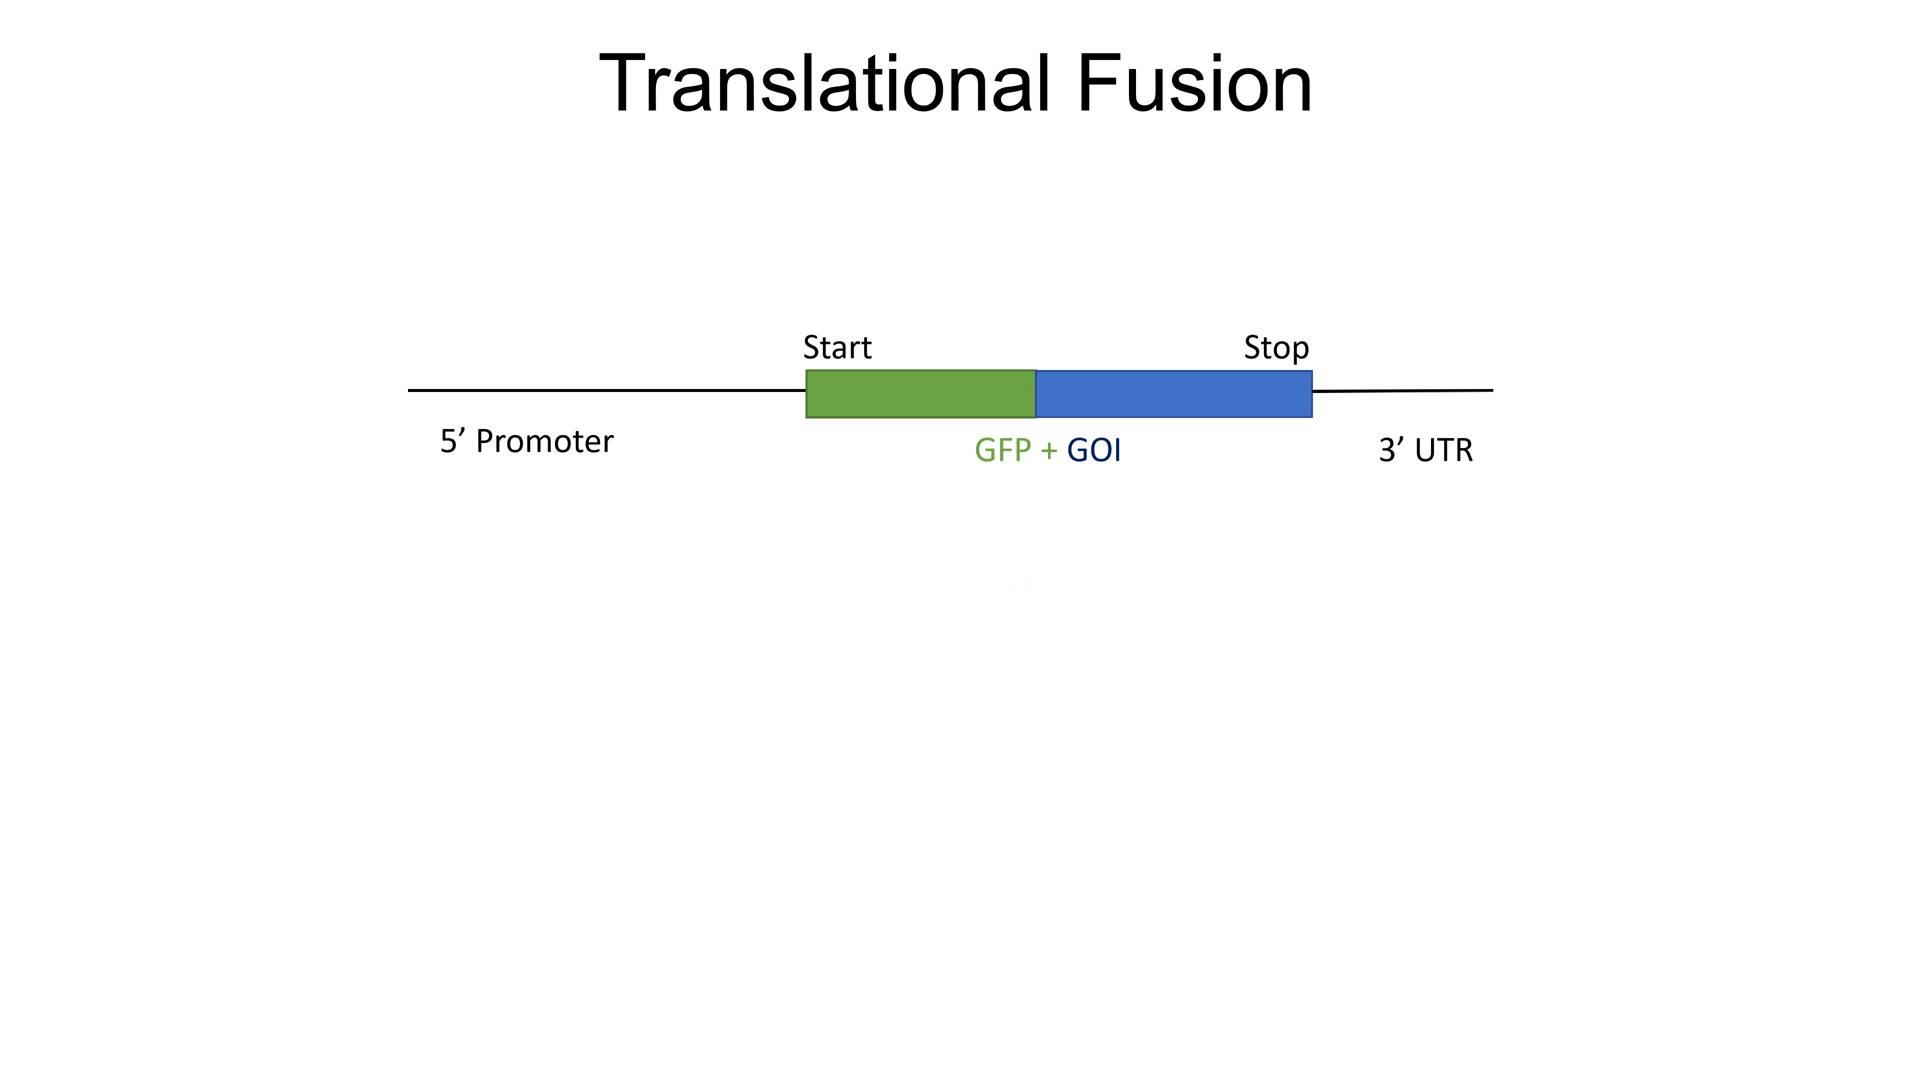 Translational Fusion
Start
Stop
5’ Promoter
GFP + GOI
3’ UTR